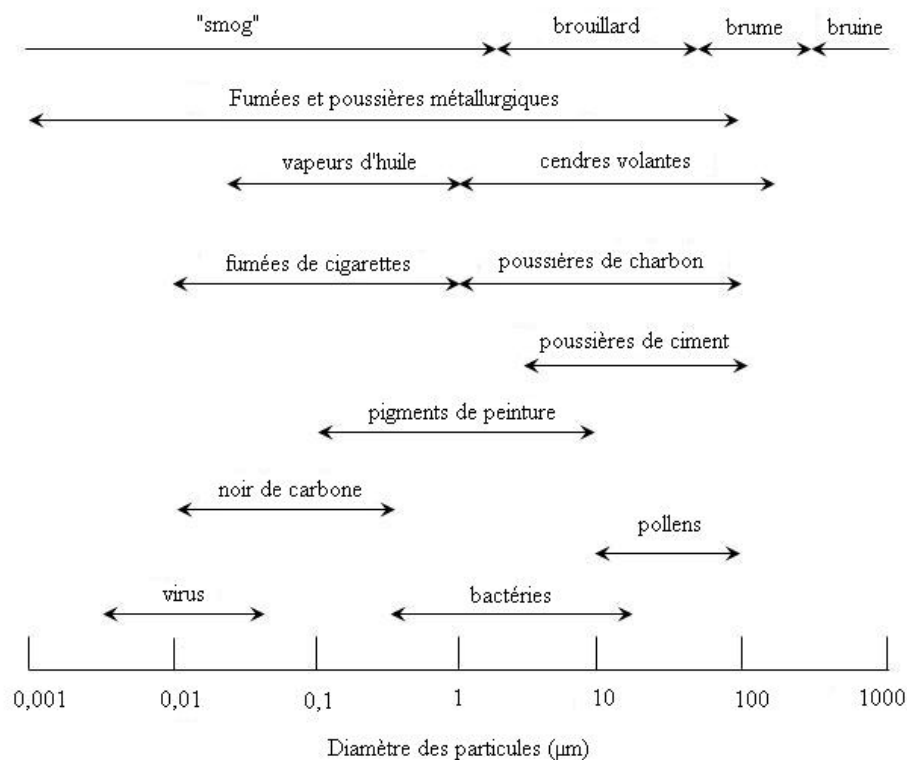 "smog" brouillard brume bruine
Fumées et poussières métallurgiques
vapeurs d'huile cendres volantes
fumées de cigarettes poussières de charbon
poussières de ciment
pigments de peinture
noir de carbone
pollens
virus bactéries
0,001 0,01 0,1 1 10 100 1000
Diamètre des particules (μm)